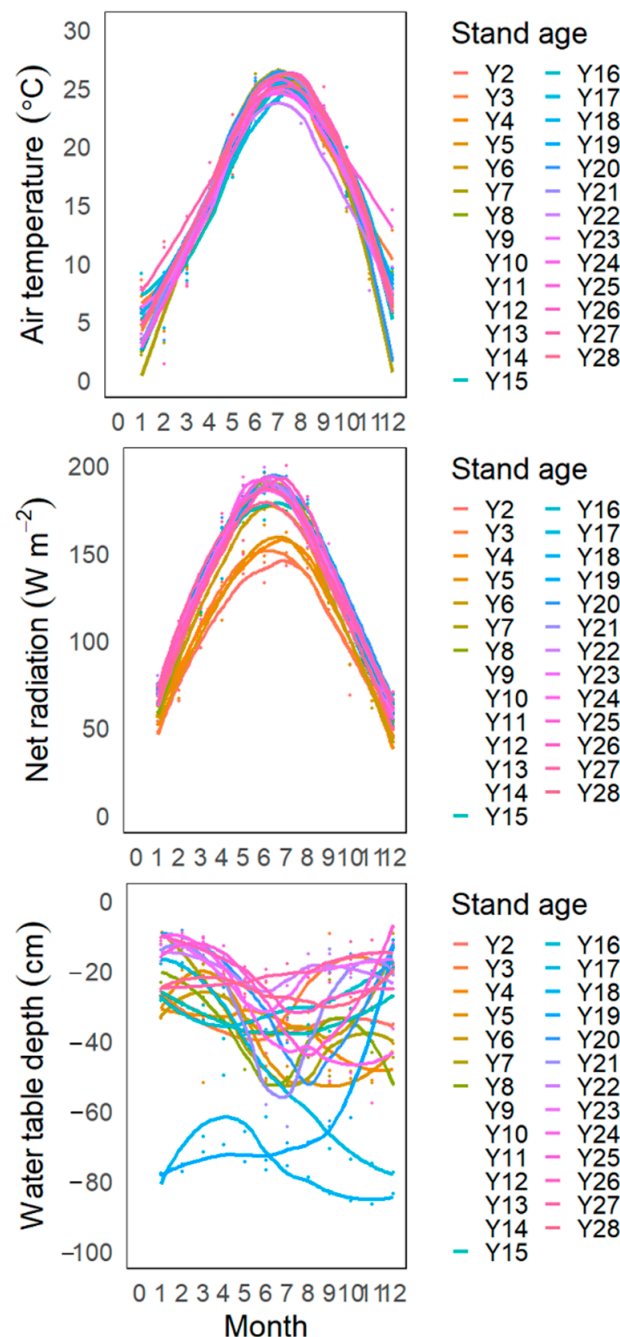 Air temperature (°C)
30
25
20
15
10
5
0
0 1 2 3 4 5 6 7 8 9 10 11 12
Stand age
Y2 Y16
Y3 Y17
Y4 Y18
Y5 Y19
Y6 Y20
Y7 Y21
Y8 Y22
Y9 Y23
Y10 Y24
Y11 Y25
Y12 Y26
Y13 Y27
Y14 Y28
Y15
Net radiation (W m⁻²)
200
150
100
50
0
0 1 2 3 4 5 6 7 8 9 10 11 12
Stand age
Y2 Y16
Y3 Y17
Y4 Y18
Y5 Y19
Y6 Y20
Y7 Y21
Y8 Y22
Y9 Y23
Y10 Y24
Y11 Y25
Y12 Y26
Y13 Y27
Y14 Y28
Y15
Water table depth (cm)
0
−20
−40
−60
−80
−100
0 1 2 3 4 5 6 7 8 9 10 11 12
Month
Stand age
Y2 Y16
Y3 Y17
Y4 Y18
Y5 Y19
Y6 Y20
Y7 Y21
Y8 Y22
Y9 Y23
Y10 Y24
Y11 Y25
Y12 Y26
Y13 Y27
Y14 Y28
Y15